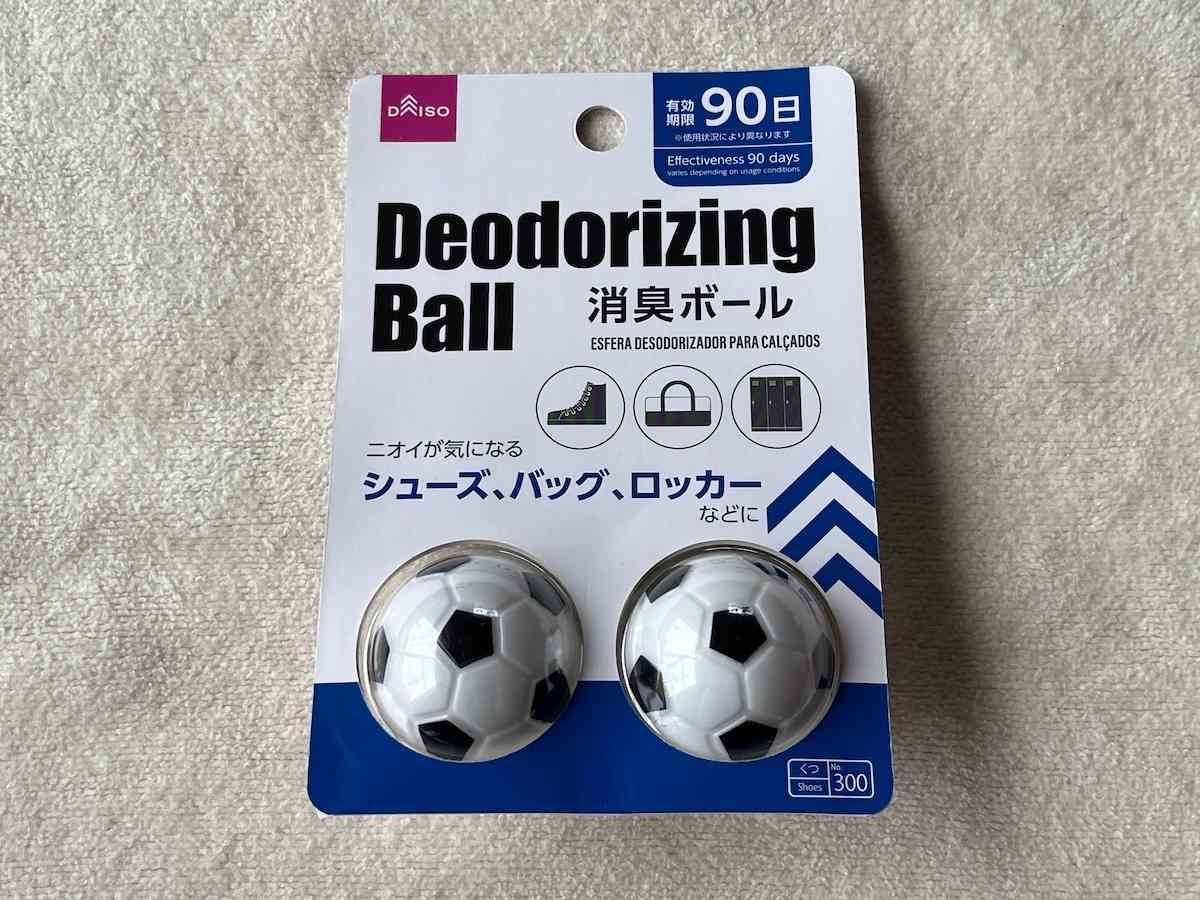 DAISO
有効期限 90日
※使用状況により異なります
Effectiveness 90 days
varies depending on usage conditions
Deodorizing
Ball
消臭ボール
ESFERA DESODORIZADOR PARA CALÇADOS
ニオイが気になる
シューズ、バッグ、ロッカー
などに
くつ
Shoes
No.
300